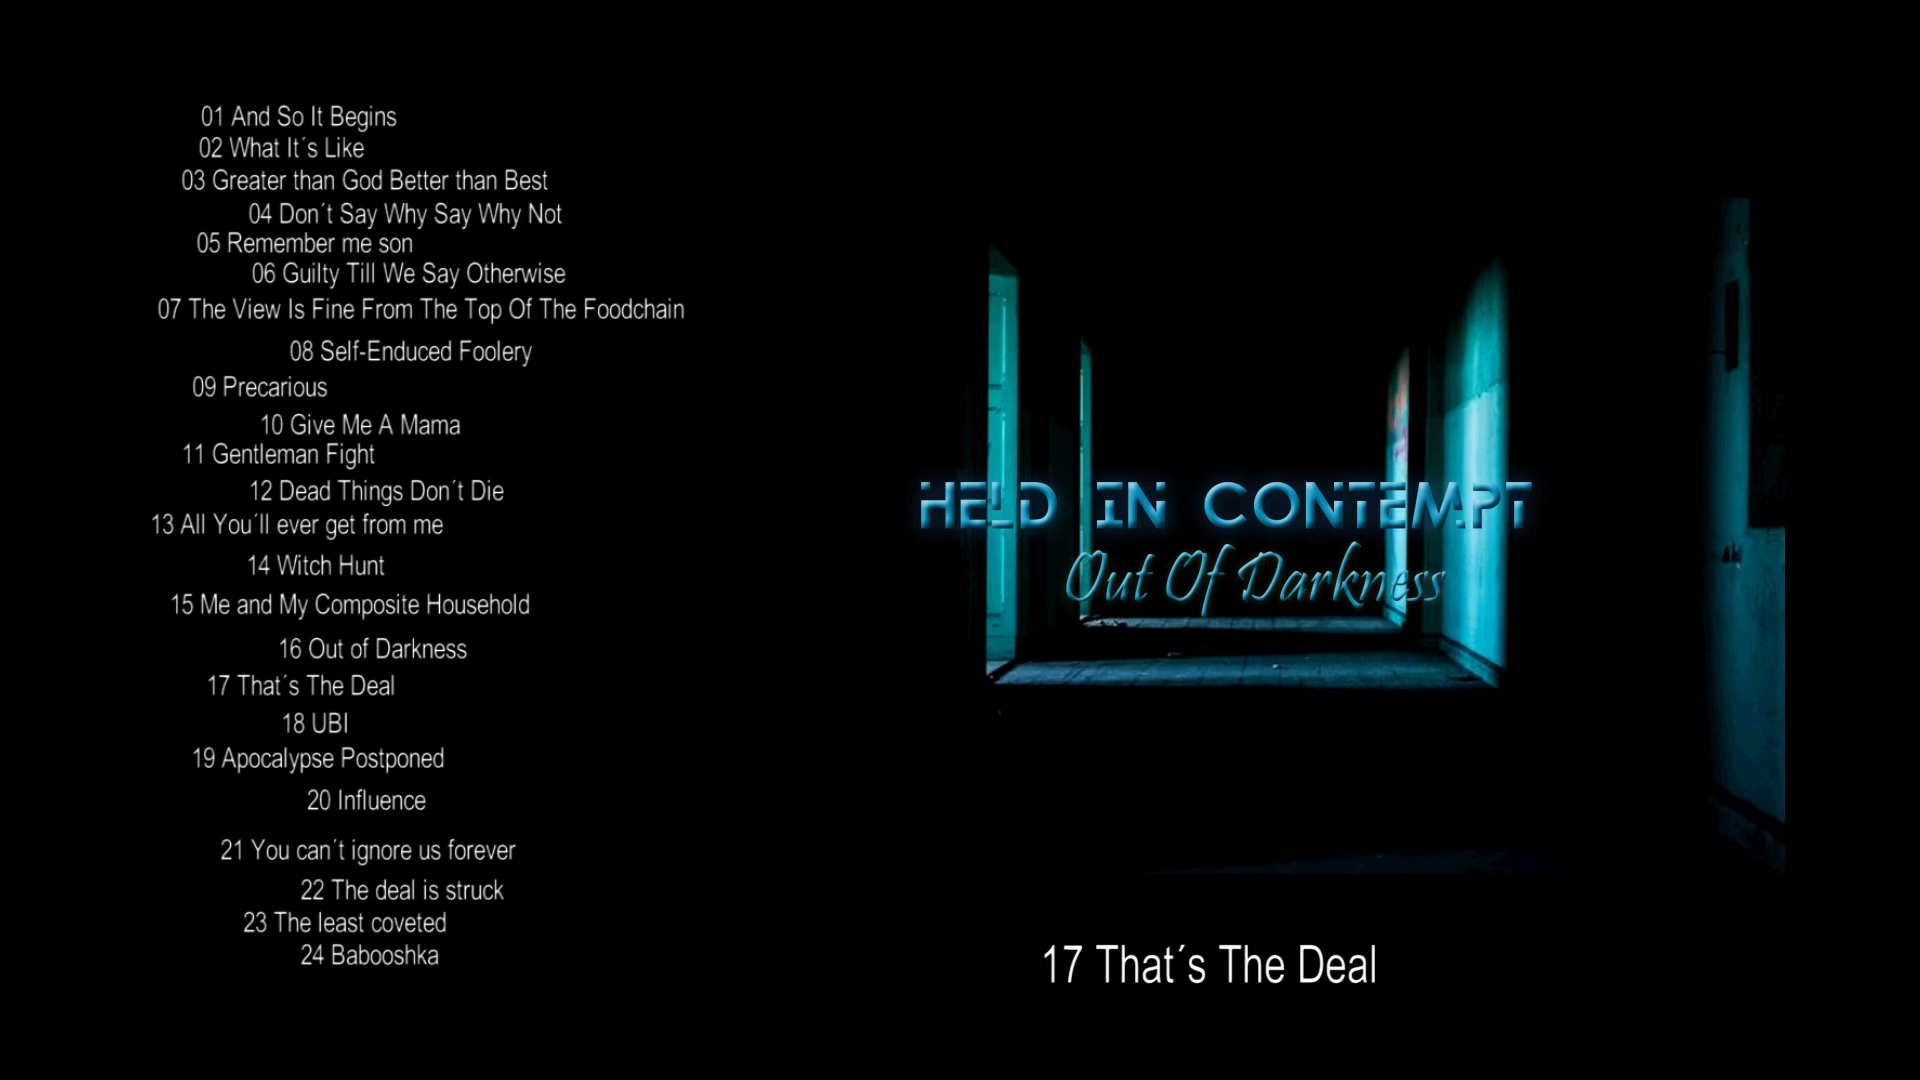 01 And So It Begins
02 What It´s Like
03 Greater than God Better than Best
04 Don´t Say Why Say Why Not
05 Remember me son
06 Guilty Till We Say Otherwise
07 The View Is Fine From The Top Of The Foodchain
08 Self-Enduced Foolery
09 Precarious
10 Give Me A Mama
11 Gentleman Fight
12 Dead Things Don´t Die
13 All You´ll ever get from me
14 Witch Hunt
15 Me and My Composite Household
16 Out of Darkness
17 That´s The Deal
18 UBI
19 Apocalypse Postponed
20 Influence
21 You can´t ignore us forever
22 The deal is struck
23 The least coveted
24 Babooshka
HELD IN CONTEMPT
Out Of Darkness
17 That´s The Deal